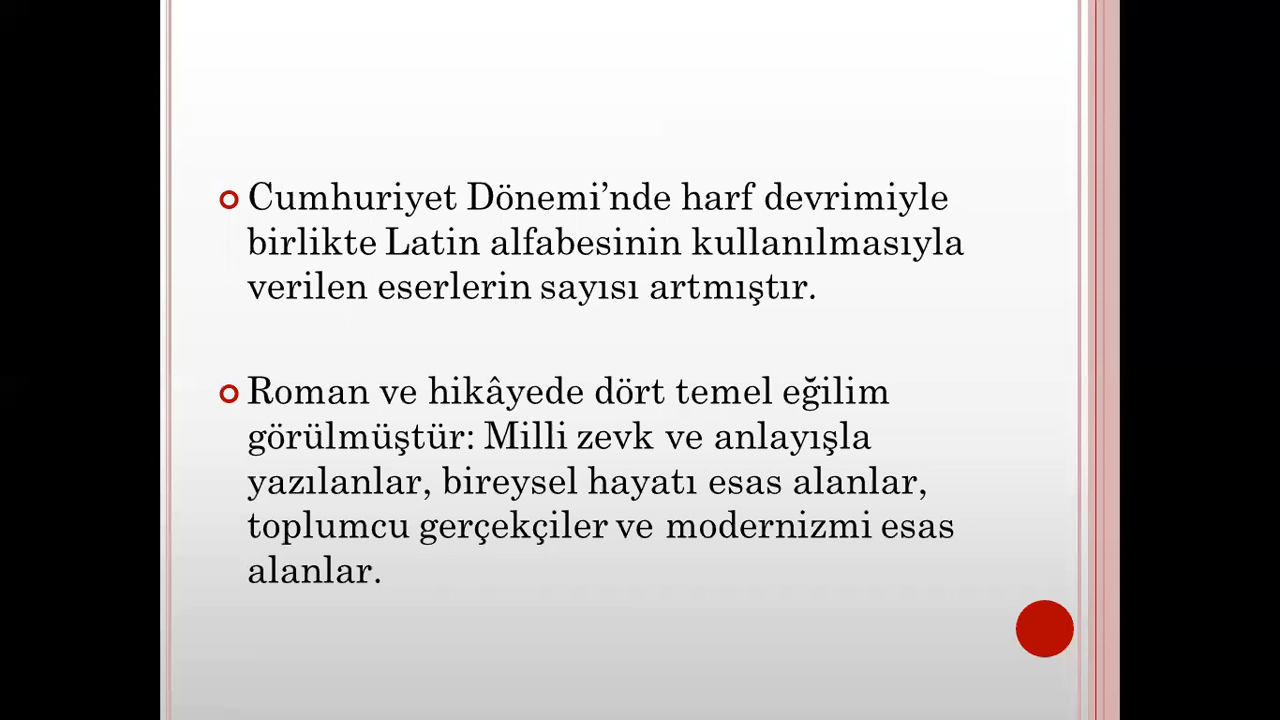 Cumhuriyet Dönemi’nde harf devrimiyle
birlikte Latin alfabesinin kullanılmasıyla
verilen eserlerin sayısı artmıştır.
Roman ve hikâyede dört temel eğilim
görülmüştür: Milli zevk ve anlayışla
yazılanlar, bireysel hayatı esas alanlar,
toplumcu gerçekçiler ve modernizmi esas
alanlar.